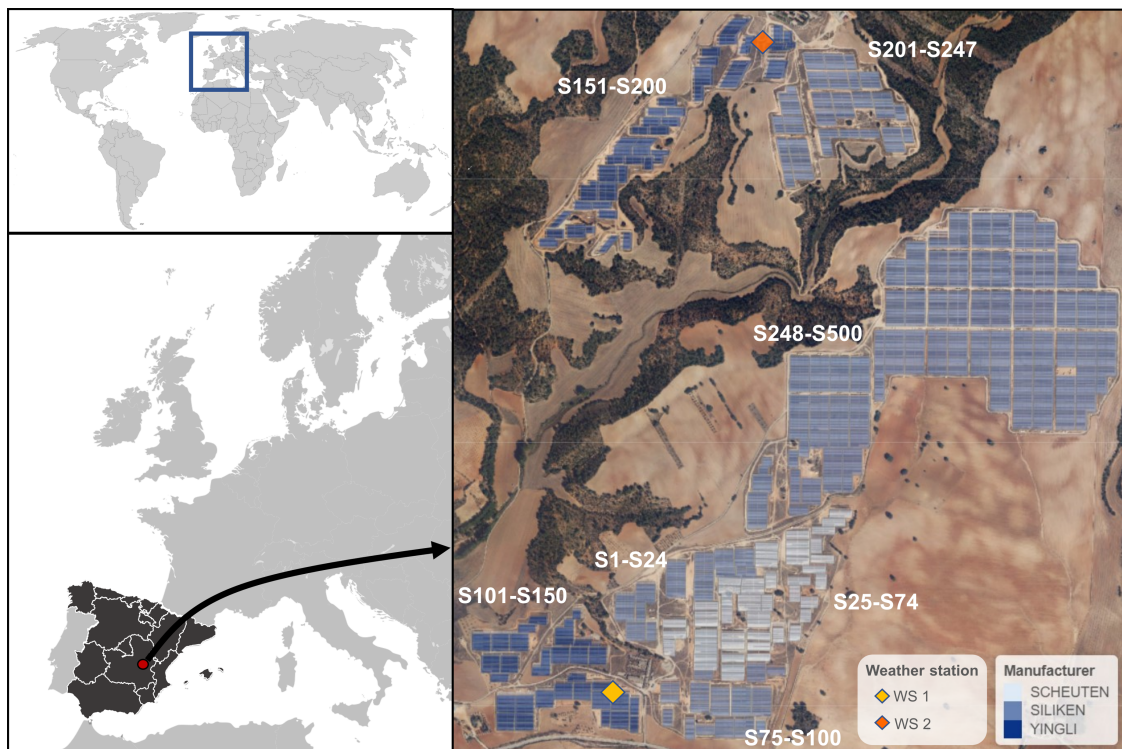 S201-S247
S151-S200
S248-S500
S1-S24
S101-S150
S25-S74
Weather station
WS 1
WS 2
Manufacturer
SCHEUTEN
SILIKEN
YINGLI
S75-S100